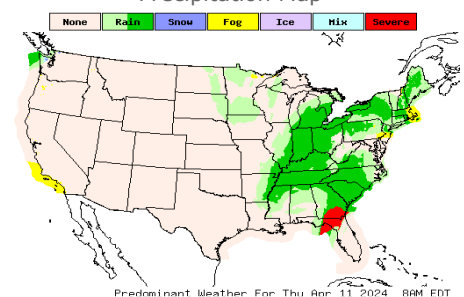 Precipitation Map
None Rain Snow Fog Ice Mix Severe
Predominant Weather For Thu Apr 11 2024 8AM EDT